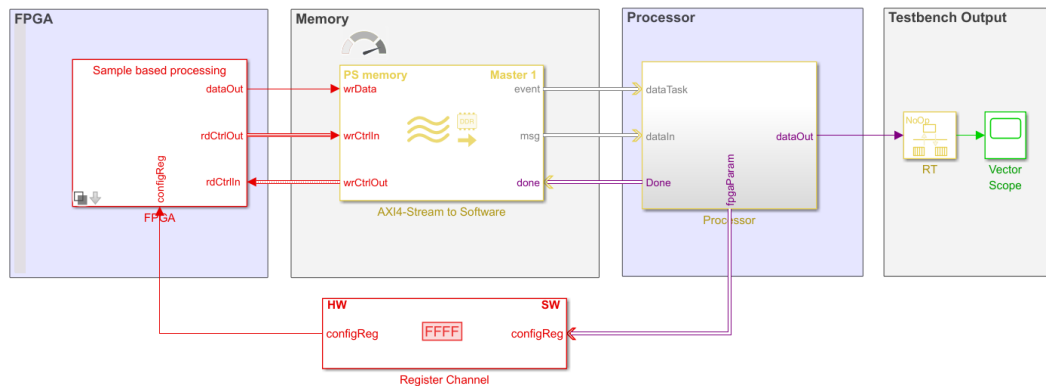 FPGA
Memory
Processor
Testbench Output
Sample based processing
dataOut
rdCtrlOut
rdCtrlIn
configReg
FPGA
PS memory
Master 1
wrData
event
wrCtrlIn
msg
wrCtrlOut
done
DDR
AXI4-Stream to Software
dataTask
dataIn
dataOut
Done
fpgaParam
Processor
NoOp
RT
Vector
Scope
HW
SW
configReg
FFFF
configReg
Register Channel